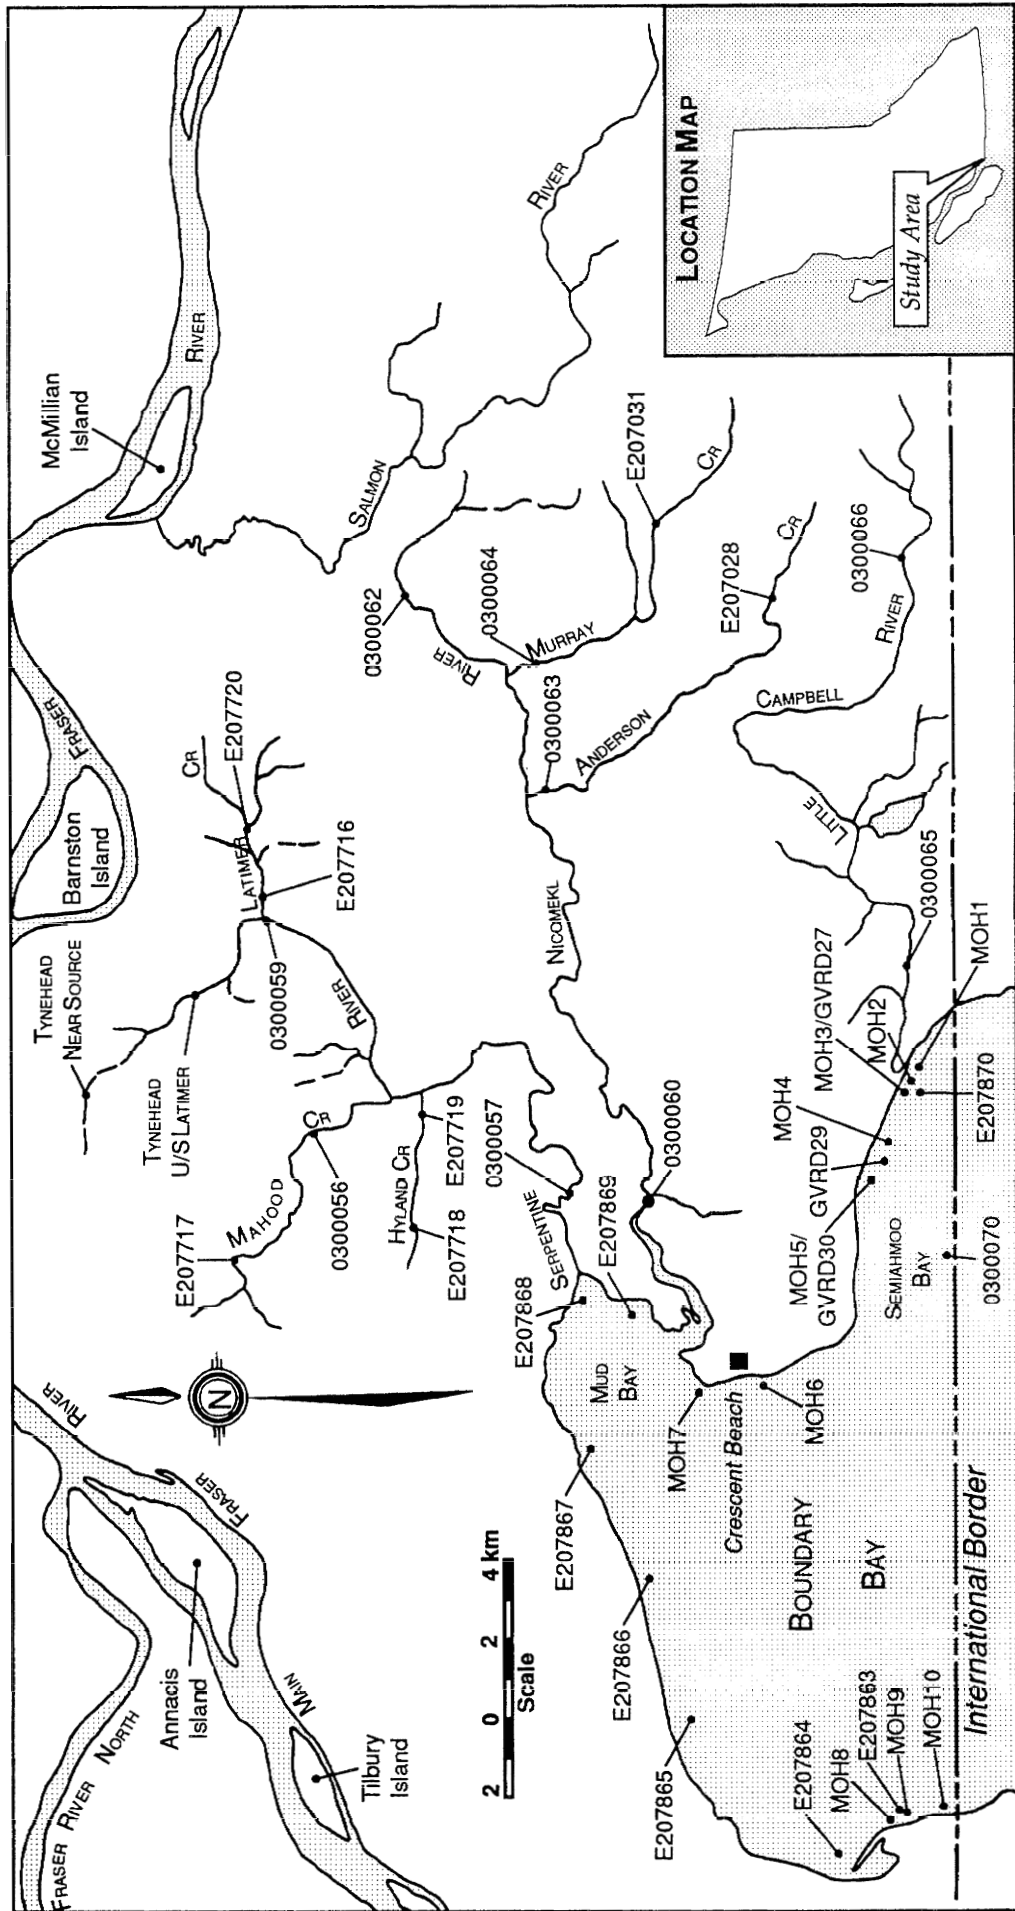 FRASER RIVER NORTH
Annacis
Island
MAIN
FRASER
RIVER
Tilbury
Island
N
2 0 2 4 km
Scale
TYNEHEAD
NEAR SOURCE
TYNEHEAD
U/S LATIMER
Barnston
Island
FRASER
RIVER
McMillian
Island
CR
LATIMER
E207720
E207716
0300059
RIVER
E207717
MAHOOD
CR
0300056
HYLAND CR
E207718
E207719
0300057
SERPENTINE
E207868
E207869
0300060
NICOMEKL
RIVER
0300062
0300064
MURRAY
CR
E207031
0300063
ANDERSON
CR
E207028
SALMON
RIVER
CAMPBELL
RIVER
LITTLE
0300066
0300065
MUD
BAY
E207867
E207866
E207865
E207864
MOH8
E207863
MOH9
MOH10
MOH7
Crescent Beach
MOH6
BOUNDARY
BAY
MOH5/
GVRD30
GVRD29
MOH4
MOH3/GVRD27
MOH2
MOH1
E207870
SEMIAHMOO
BAY
0300070
International Border
LOCATION MAP
Study Area